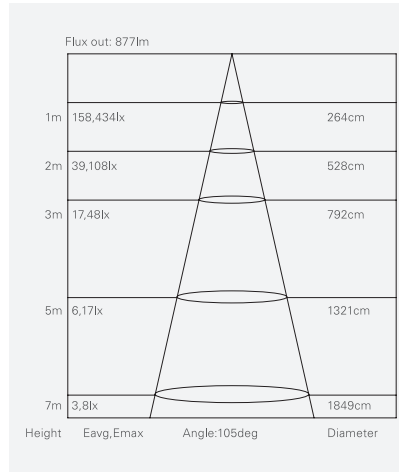 Flux out: 877lm
1m 158,434lx 264cm
2m 39,108lx 528cm
3m 17,48lx 792cm
5m 6,17lx 1321cm
7m 3,8lx 1849cm
Height Eavg,Emax Angle:105deg Diameter